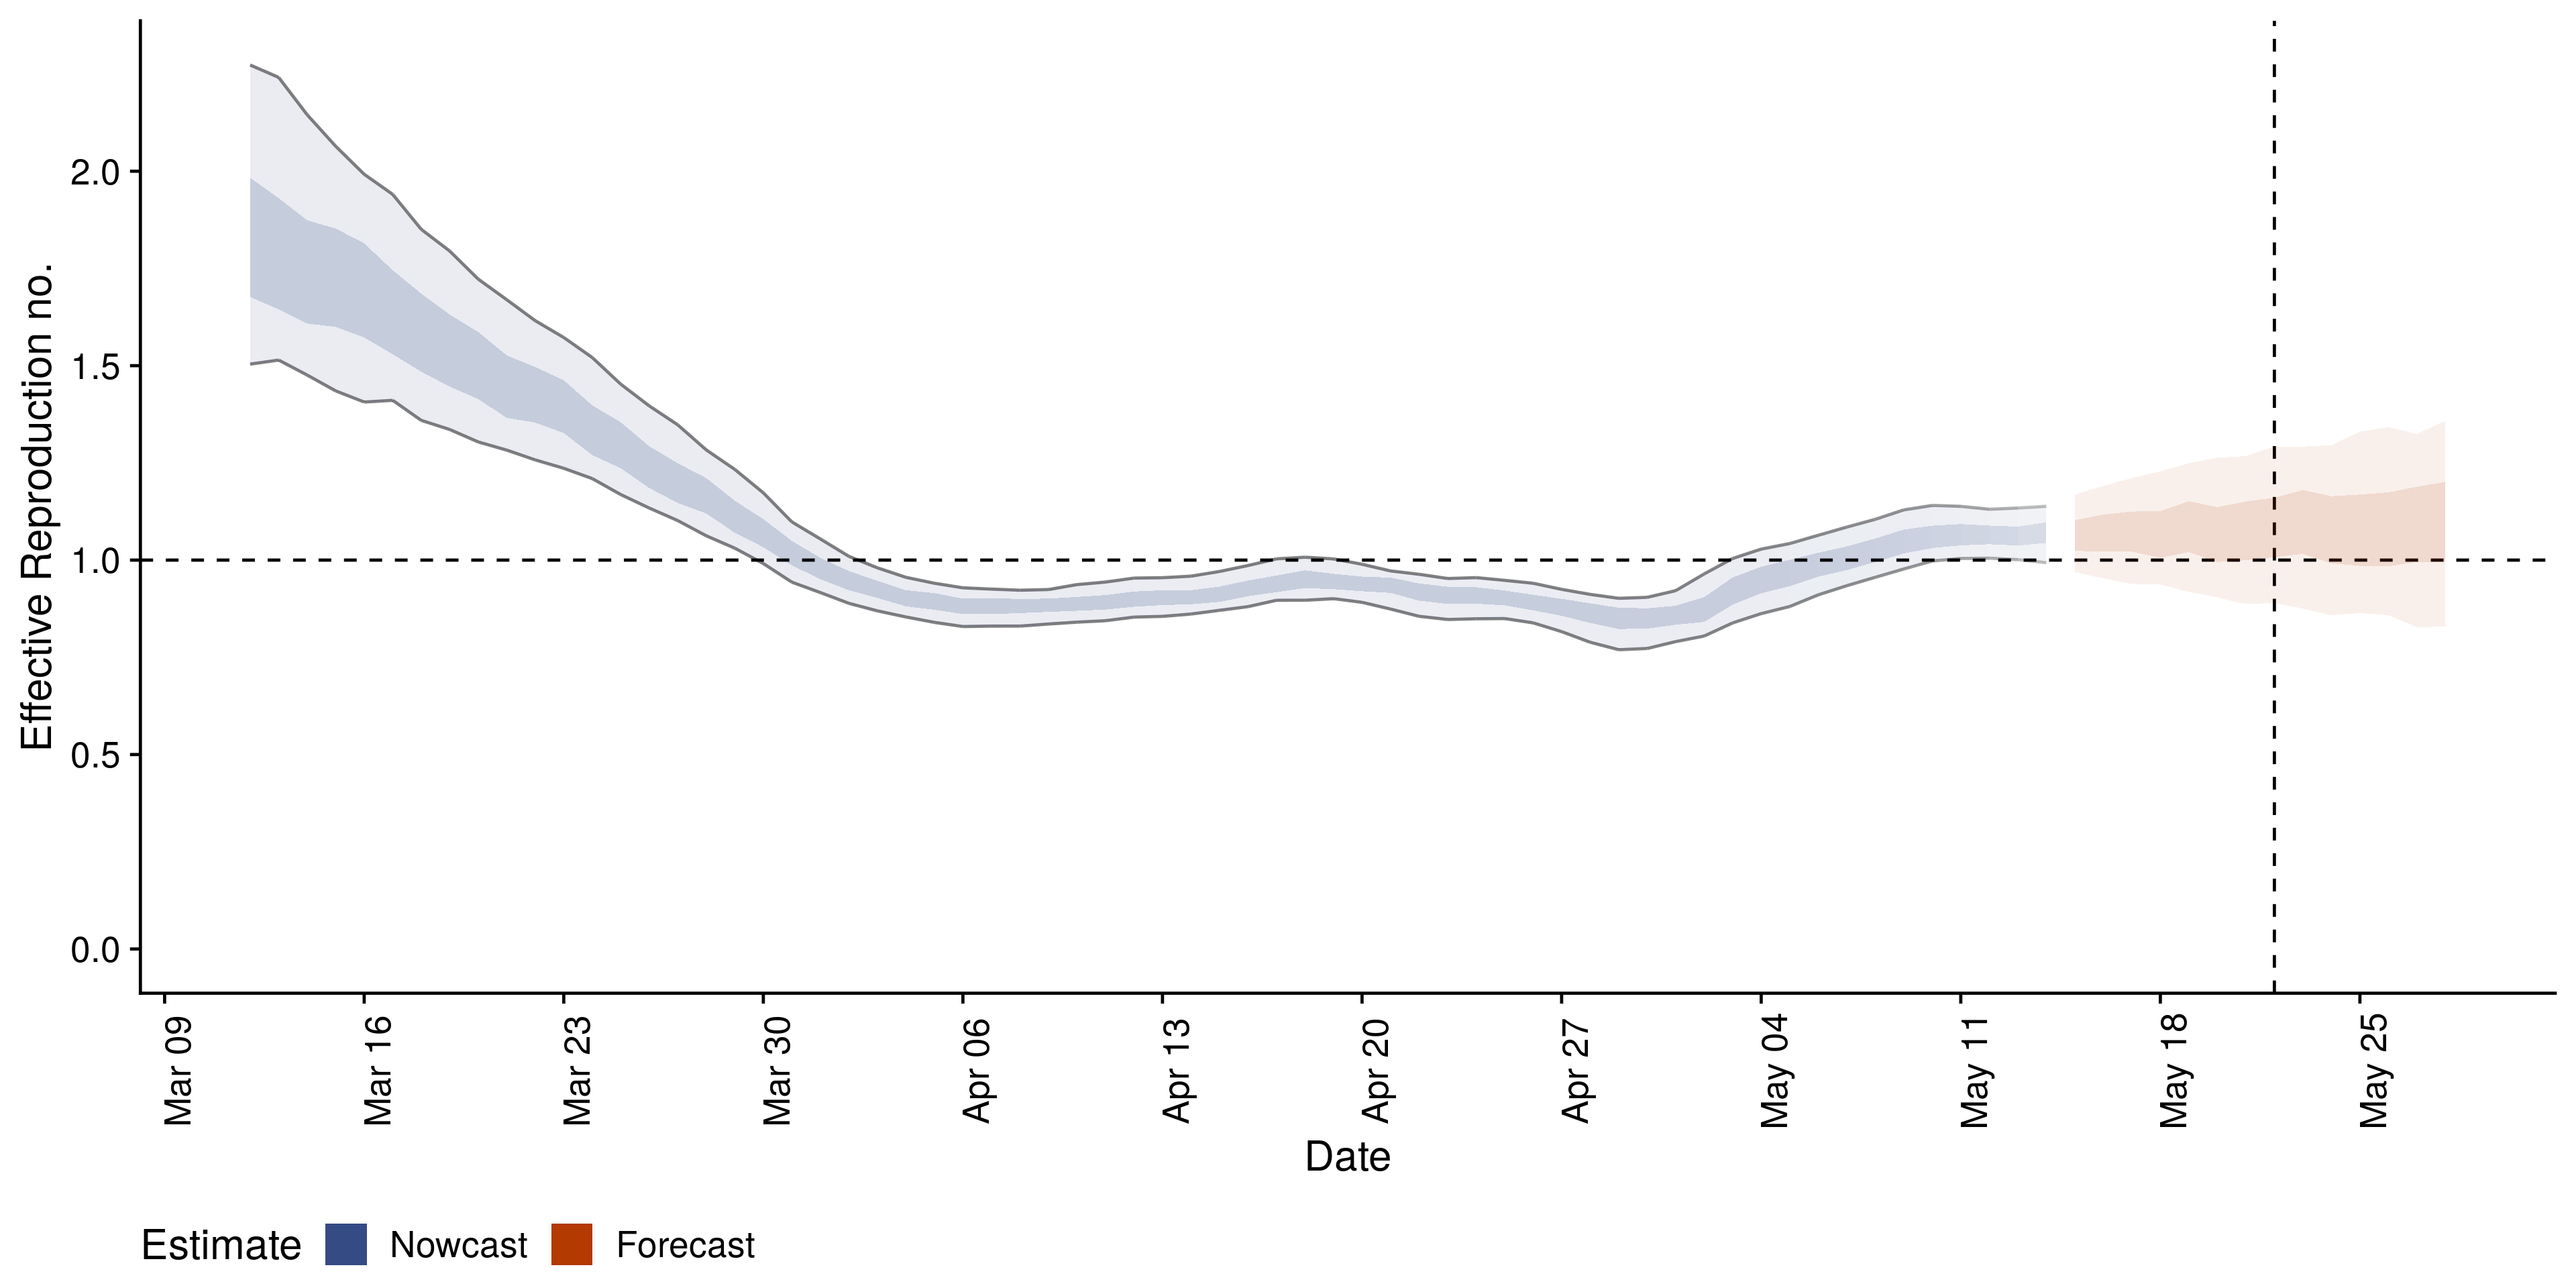 Effective Reproduction no.
2.0
1.5
1.0
0.5
0.0
Mar 09
Mar 16
Mar 23
Mar 30
Apr 06
Apr 13
Apr 20
Apr 27
May 04
May 11
May 18
May 25
Date
Estimate Nowcast Forecast